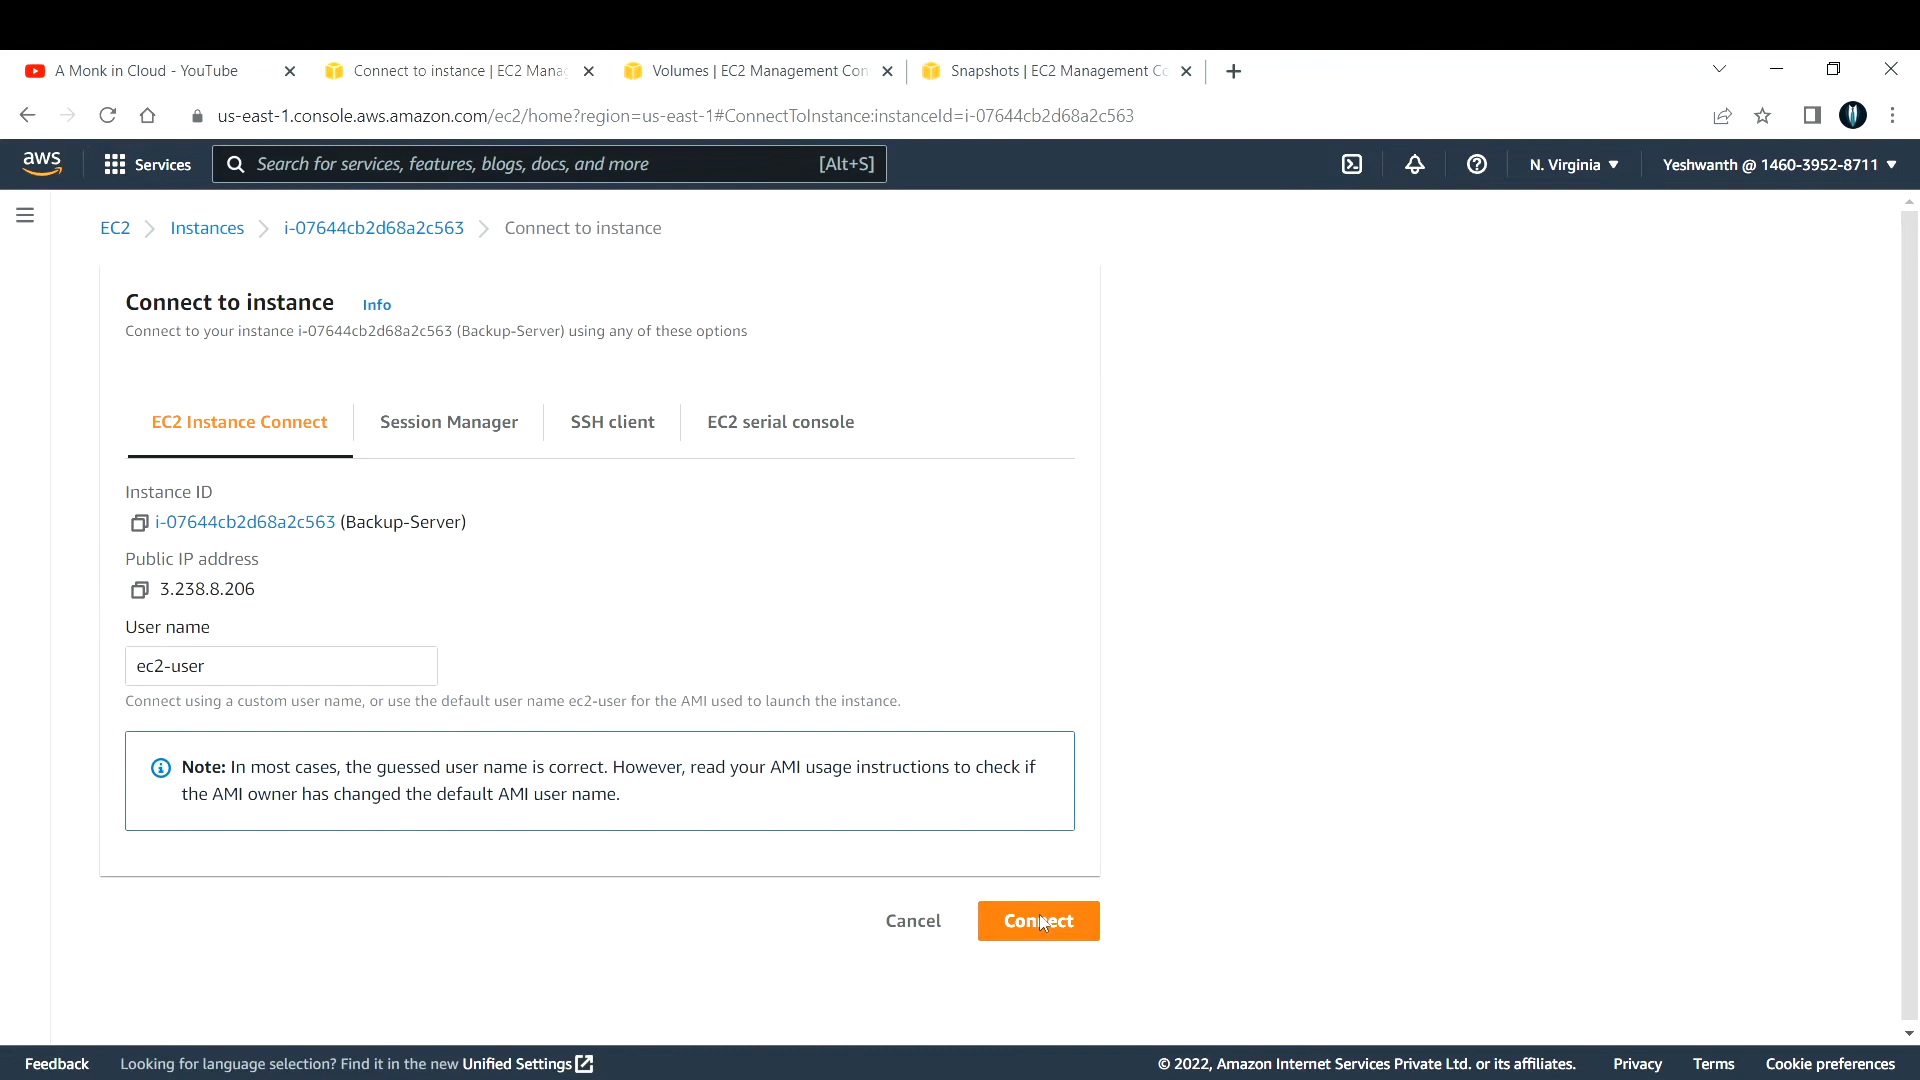 A Monk in Cloud - YouTube
Connect to instance | EC2 Mana
Volumes | EC2 Management Con
Snapshots | EC2 Management Co
us-east-1.console.aws.amazon.com/ec2/home?region=us-east-1#ConnectToInstance:instanceId=i-07644cb2d68a2c563
aws
Services
Search for services, features, blogs, docs, and more
[Alt+S]
N. Virginia
Yeshwanth @ 1460-3952-8711
EC2
Instances
i-07644cb2d68a2c563
Connect to instance
Connect to instance
Info
Connect to your instance i-07644cb2d68a2c563 (Backup-Server) using any of these options
EC2 Instance Connect
Session Manager
SSH client
EC2 serial console
Instance ID
i-07644cb2d68a2c563 (Backup-Server)
Public IP address
3.238.8.206
User name
ec2-user
Connect using a custom user name, or use the default user name ec2-user for the AMI used to launch the instance.
Note: In most cases, the guessed user name is correct. However, read your AMI usage instructions to check if
the AMI owner has changed the default AMI user name.
Cancel
Connect
Feedback
Looking for language selection? Find it in the new Unified Settings
© 2022, Amazon Internet Services Private Ltd. or its affiliates.
Privacy
Terms
Cookie preferences